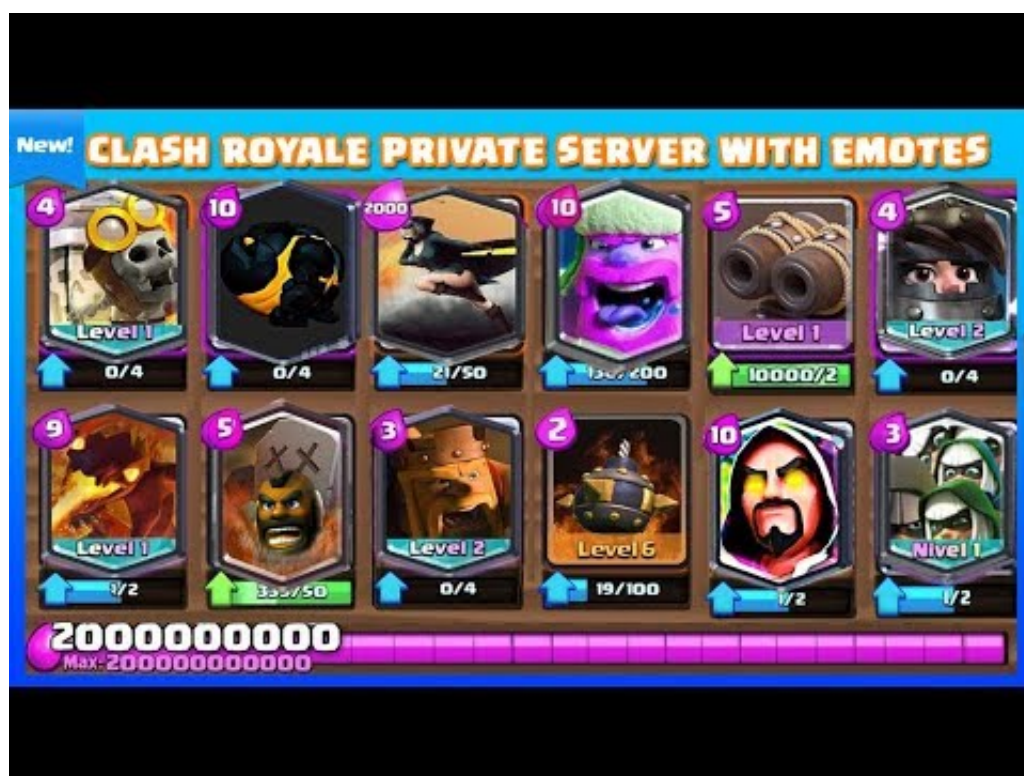 New!
CLASH ROYALE PRIVATE SERVER WITH EMOTES
4
10
2000
10
5
4
Level 1
Level 1
Level 2
0/4
0/4
21/50
10000/2
0/4
9
5
3
2
10
3
Level 1
Level 2
Level 6
Nivel 1
1/2
0/4
19/100
1/2
1/2
2000000000
Max: 200000000000